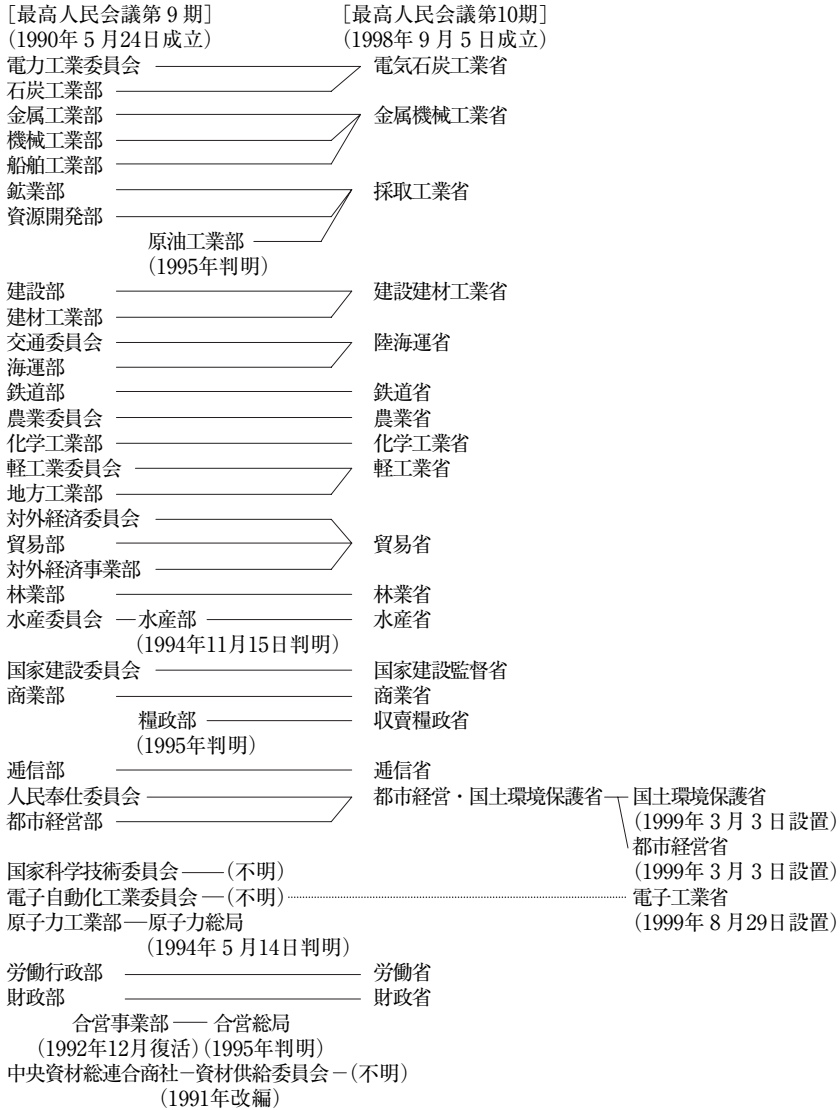 ［最高人民会議第９期］ ［最高人民会議第10期］
（1990年５月24日成立） （1998年９月５日成立）
電力工業委員会 電気石炭工業省
石炭工業部
金属工業部 金属機械工業省
機械工業部
船舶工業部
鉱業部 採取工業省
資源開発部
原油工業部
（1995年判明）
建設部 建設建材工業省
建材工業部
交通委員会 陸海運省
海運部
鉄道部 鉄道省
農業委員会 農業省
化学工業部 化学工業省
軽工業委員会 軽工業省
地方工業部
対外経済委員会
貿易部 貿易省
対外経済事業部
林業部 林業省
水産委員会 水産部 水産省
（1994年11月15日判明）
国家建設委員会 国家建設監督省
商業部 商業省
糧政部 収買糧政省
（1995年判明）
逓信部 逓信省
人民奉仕委員会 都市経営・国土環境保護省 国土環境保護省
都市経営部 （1999年３月３日設置）
都市経営省
国家科学技術委員会 （不明） （1999年３月３日設置）
電子自動化工業委員会 （不明） 電子工業省
原子力工業部 原子力総局 （1999年８月29日設置）
（1994年５月14日判明）
労働行政部 労働省
財政部 財政省
合営事業部 合営総局
（1992年12月復活）（1995年判明）
中央資材総連合商社－資材供給委員会－（不明）
（1991年改編）